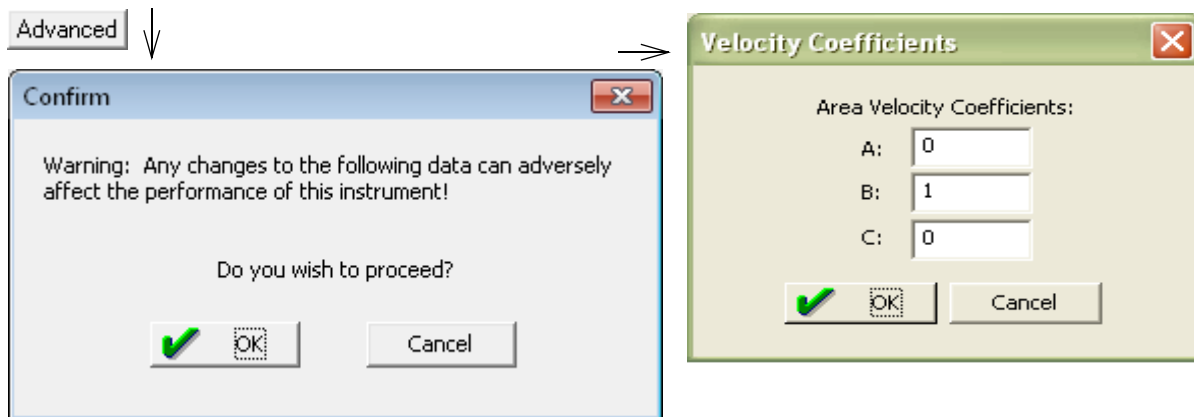 Advanced
Confirm
Warning: Any changes to the following data can adversely
affect the performance of this instrument!
Do you wish to proceed?
OK
Cancel
Velocity Coefficients
Area Velocity Coefficients:
A: 0
B: 1
C: 0
OK
Cancel